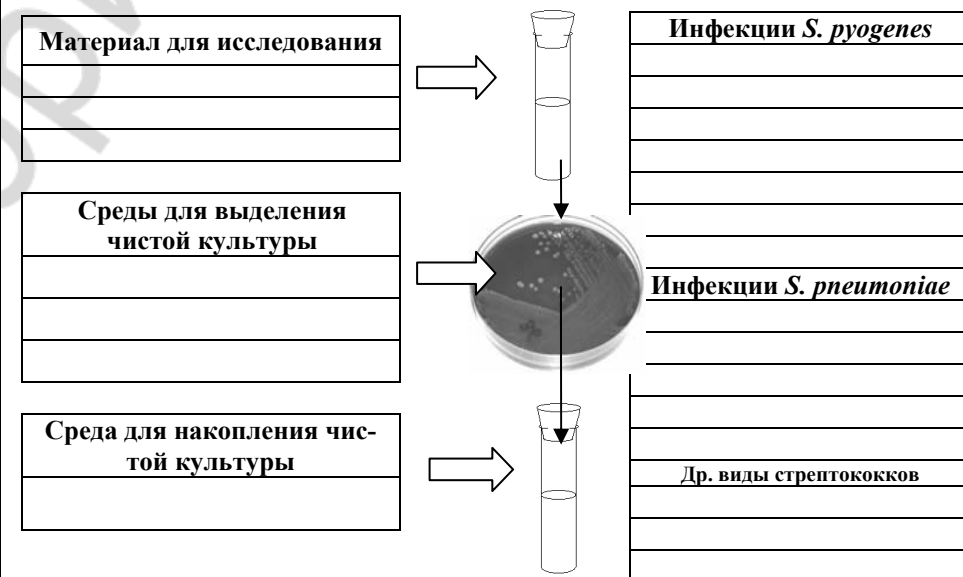 Материал для исследования
Среды для выделения
чистой культуры
Среда для накопления чис-
той культуры
Инфекции S. pyogenes
Инфекции S. pneumoniae
Др. виды стрептококков